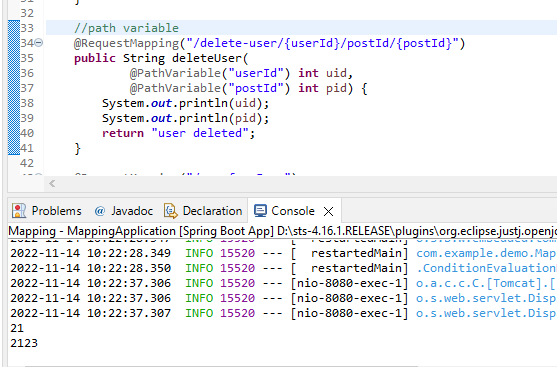 32
33 //path variable
34 @RequestMapping("/delete-user/{userId}/postId/{postId}")
35 public String deleteUser(
36 @PathVariable("userId") int uid,
37 @PathVariable("postId") int pid) {
38 System.out.println(uid);
39 System.out.println(pid);
40 return "user deleted";
41 }
Problems @ Javadoc Declaration Console
Mapping - MappingApplication [Spring Boot App] D:\sts-4.16.1.RELEASE\plugins\org.eclipse.justj.openjd
2022-11-14 10:22:28.349 INFO 15520 --- [ restartedMain] com.example.demo.Map
2022-11-14 10:22:28.350 INFO 15520 --- [ restartedMain] .ConditionEvaluation
2022-11-14 10:22:37.306 INFO 15520 --- [nio-8080-exec-1] o.a.c.c.C.[Tomcat].[
2022-11-14 10:22:37.306 INFO 15520 --- [nio-8080-exec-1] o.s.web.servlet.Disp
2022-11-14 10:22:37.307 INFO 15520 --- [nio-8080-exec-1] o.s.web.servlet.Disp
21
2123